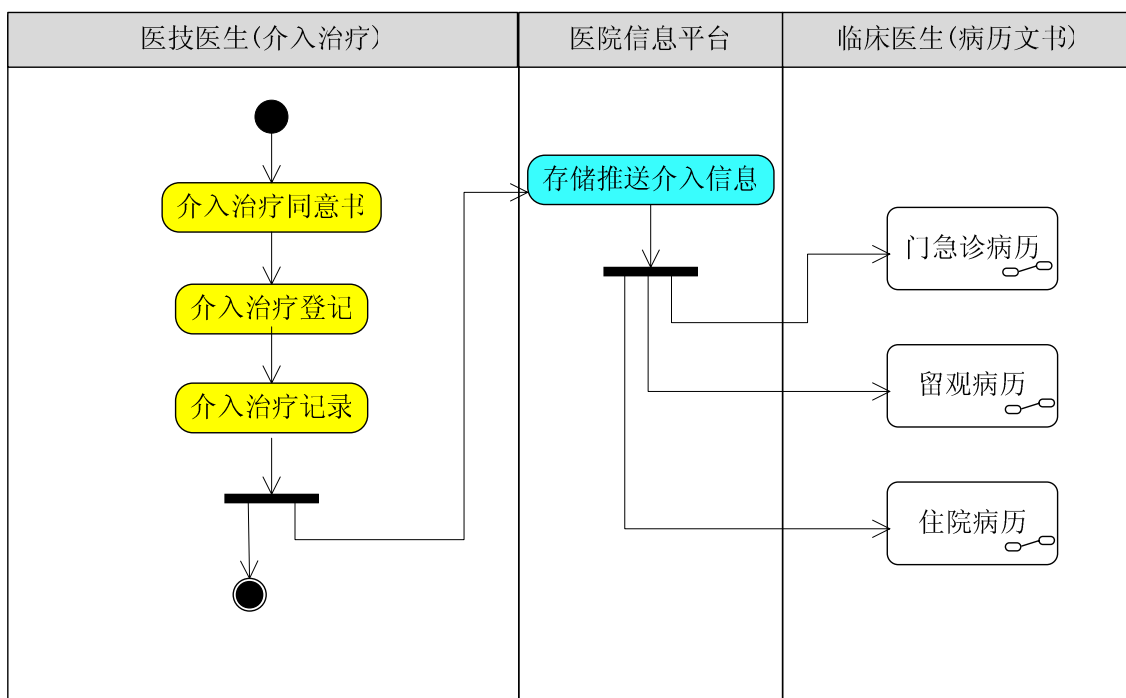 医技医生(介入治疗)
医院信息平台
临床医生(病历文书)
介入治疗同意书
介入治疗登记
介入治疗记录
存储推送介入信息
门急诊病历
留观病历
住院病历